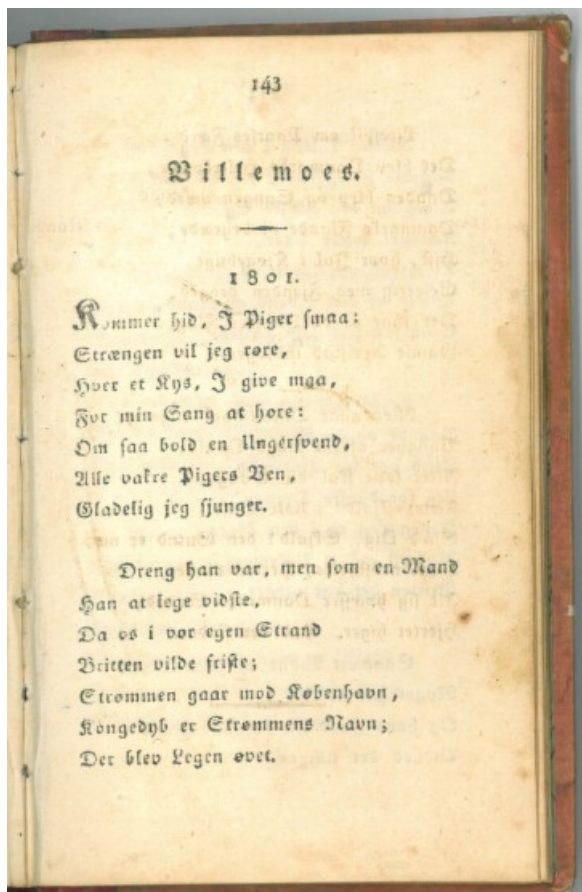 143
Villemoes.
1801.
Kommer hid, I Piger smaa:
Strængen vil jeg røre,
Hver et Kys, I give maa,
For min Sang at høre:
Om saa bold en Ungersvend,
Alle vakre Pigers Ven,
Gladelig jeg sjunger.
Dreng han var, men som en Mand
Han at lege vidste,
Da os i vor egen Strand
Britten vilde friste;
Strømmen gaar mod København,
Kongedyb er Strømmens Navn;
Der blev Legen øvet.